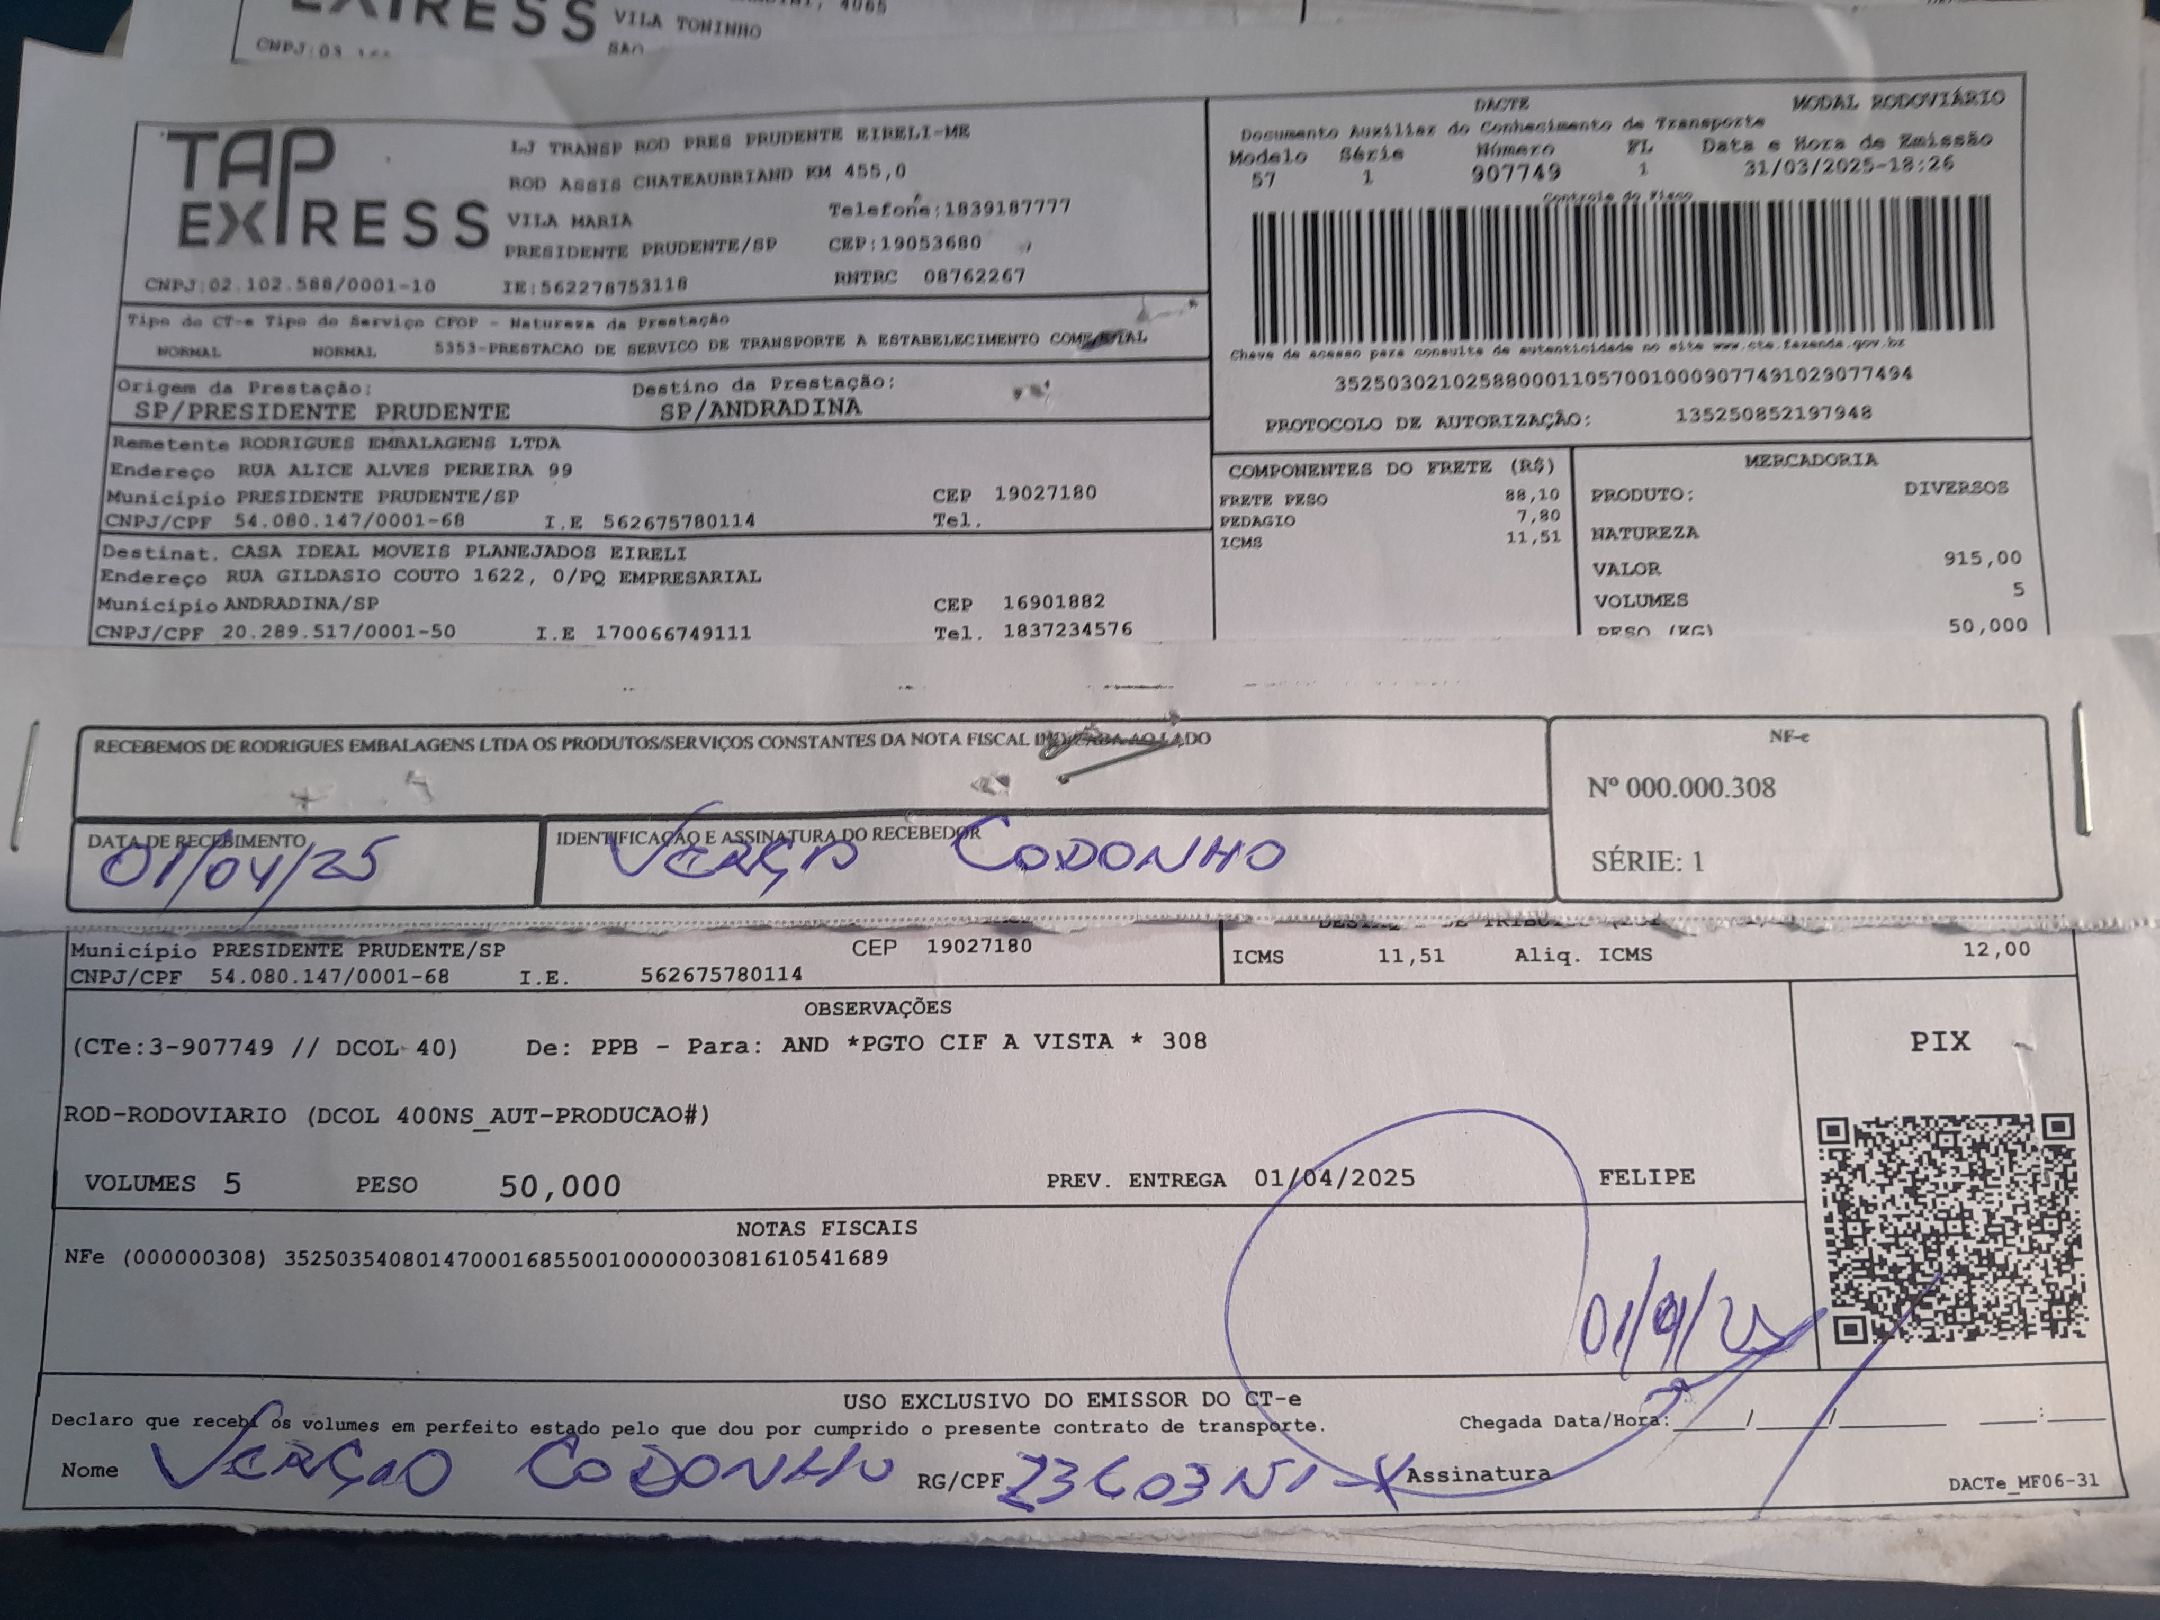 EXPRESS VILA TONINHO
CNPJ:03
TAP EXPRESS
LJ TRANSP ROD PRES PRUDENTE EIRELI-ME
ROD ASSIS CHATEAUBRIAND KM 455,0
VILA MARIA Telefone:1839187777
PRESIDENTE PRUDENTE/SP CEP:19053680
CNPJ:02.102.588/0001-10 IE:562278753118 RNTRC 08762267
DACTE MODAL RODOVIÁRIO
Documento Auxiliar do Conhecimento de Transporte
Modelo Série Número FL Data e Hora de Emissão
57 1 907749 1 31/03/2025-18:26
Controle do Fisco
Chave de acesso para consulta de autenticidade no site www.cte.fazenda.gov.br
35250302102588000110570010009077491029077494
PROTOCOLO DE AUTORIZAÇÃO: 135250852197948
Tipo do CT-e Tipo do Serviço CFOP - Natureza da Prestação
NORMAL NORMAL 5353-PRESTACAO DE SERVICO DE TRANSPORTE A ESTABELECIMENTO COMERCIAL
Origem da Prestação: Destino da Prestação:
SP/PRESIDENTE PRUDENTE SP/ANDRADINA
Remetente RODRIGUES EMBALAGENS LTDA
Endereço RUA ALICE ALVES PEREIRA 99
Município PRESIDENTE PRUDENTE/SP CEP 19027180
CNPJ/CPF 54.080.147/0001-68 I.E 562675780114 Tel.
Destinat. CASA IDEAL MOVEIS PLANEJADOS EIRELI
Endereço RUA GILDASIO COUTO 1622, 0/PQ EMPRESARIAL
Município ANDRADINA/SP CEP 16901882
CNPJ/CPF 20.289.517/0001-50 I.E 170066749111 Tel. 1837234576
COMPONENTES DO FRETE (R$)
FRETE PESO 88,10
PEDAGIO 7,80
ICMS 11,51
MERCADORIA
PRODUTO: DIVERSOS
NATUREZA
VALOR 915,00
VOLUMES 5
PESO (KG) 50,000
RECEBEMOS DE RODRIGUES EMBALAGENS LTDA OS PRODUTOS/SERVIÇOS CONSTANTES DA NOTA FISCAL INDICADA AO LADO
DATA DE RECEBIMENTO
01/04/25
IDENTIFICAÇÃO E ASSINATURA DO RECEBEDOR
CODONHO
NF-e
Nº 000.000.308
SÉRIE: 1
Município PRESIDENTE PRUDENTE/SP CEP 19027180
CNPJ/CPF 54.080.147/0001-68 I.E. 562675780114
ICMS 11,51 Aliq. ICMS 12,00
OBSERVAÇÕES
(CTe:3-907749 // DCOL 40) De: PPB - Para: AND *PGTO CIF A VISTA * 308
ROD-RODOVIARIO (DCOL 400NS_AUT-PRODUCAO#)
VOLUMES 5 PESO 50,000 PREV. ENTREGA 01/04/2025 FELIPE
PIX
NOTAS FISCAIS
NFe (000000308) 35250354080147000168550010000003081610541689
USO EXCLUSIVO DO EMISSOR DO CT-e
Declaro que recebi os volumes em perfeito estado pelo que dou por cumprido o presente contrato de transporte. Chegada Data/Hora: / / :
Nome CODONHO RG/CPF Assinatura
DACTe_MF06-31